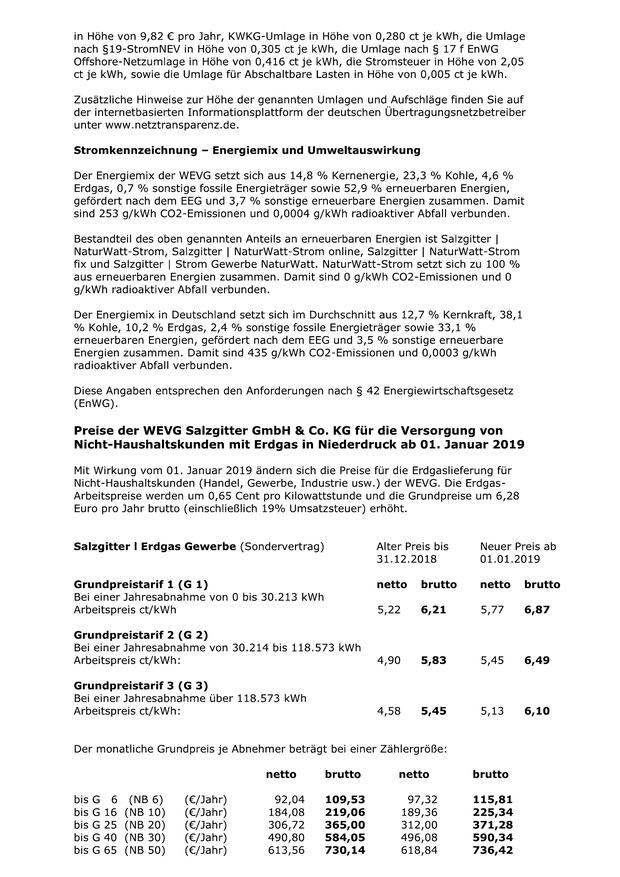 in Höhe von 9,82 € pro Jahr, KWKG-Umlage in Höhe von 0,280 ct je kWh, die Umlage
nach §19-StromNEV in Höhe von 0,305 ct je kWh, die Umlage nach § 17 f EnWG
Offshore-Netzumlage in Höhe von 0,416 ct je kWh, die Stromsteuer in Höhe von 2,05
ct je kWh, sowie die Umlage für Abschaltbare Lasten in Höhe von 0,005 ct je kWh.
Zusätzliche Hinweise zur Höhe der genannten Umlagen und Aufschläge finden Sie auf
der internetbasierten Informationsplattform der deutschen Übertragungsnetzbetreiber
unter www.netztransparenz.de.
Stromkennzeichnung – Energiemix und Umweltauswirkung
Der Energiemix der WEVG setzt sich aus 14,8 % Kernenergie, 23,3 % Kohle, 4,6 %
Erdgas, 0,7 % sonstige fossile Energieträger sowie 52,9 % erneuerbaren Energien,
gefördert nach dem EEG und 3,7 % sonstige erneuerbare Energien zusammen. Damit
sind 253 g/kWh CO2-Emissionen und 0,0004 g/kWh radioaktiver Abfall verbunden.
Bestandteil des oben genannten Anteils an erneuerbaren Energien ist Salzgitter |
NaturWatt-Strom, Salzgitter | NaturWatt-Strom online, Salzgitter | NaturWatt-Strom
fix und Salzgitter | Strom Gewerbe NaturWatt. NaturWatt-Strom setzt sich zu 100 %
aus erneuerbaren Energien zusammen. Damit sind 0 g/kWh CO2-Emissionen und 0
g/kWh radioaktiver Abfall verbunden.
Der Energiemix in Deutschland setzt sich im Durchschnitt aus 12,7 % Kernkraft, 38,1
% Kohle, 10,2 % Erdgas, 2,4 % sonstige fossile Energieträger sowie 33,1 %
erneuerbaren Energien, gefördert nach dem EEG und 3,5 % sonstige erneuerbare
Energien zusammen. Damit sind 435 g/kWh CO2-Emissionen und 0,0003 g/kWh
radioaktiver Abfall verbunden.
Diese Angaben entsprechen den Anforderungen nach § 42 Energiewirtschaftsgesetz
(EnWG).
Preise der WEVG Salzgitter GmbH & Co. KG für die Versorgung von
Nicht-Haushaltskunden mit Erdgas in Niederdruck ab 01. Januar 2019
Mit Wirkung vom 01. Januar 2019 ändern sich die Preise für die Erdgaslieferung für
Nicht-Haushaltskunden (Handel, Gewerbe, Industrie usw.) der WEVG. Die Erdgas-
Arbeitspreise werden um 0,65 Cent pro Kilowattstunde und die Grundpreise um 6,28
Euro pro Jahr brutto (einschließlich 19% Umsatzsteuer) erhöht.
Salzgitter l Erdgas Gewerbe (Sondervertrag) Alter Preis bis Neuer Preis ab
31.12.2018 01.01.2019
Grundpreistarif 1 (G 1) netto brutto netto brutto
Bei einer Jahresabnahme von 0 bis 30.213 kWh
Arbeitspreis ct/kWh 5,22 6,21 5,77 6,87
Grundpreistarif 2 (G 2)
Bei einer Jahresabnahme von 30.214 bis 118.573 kWh
Arbeitspreis ct/kWh: 4,90 5,83 5,45 6,49
Grundpreistarif 3 (G 3)
Bei einer Jahresabnahme über 118.573 kWh
Arbeitspreis ct/kWh: 4,58 5,45 5,13 6,10
Der monatliche Grundpreis je Abnehmer beträgt bei einer Zählergröße:
netto brutto netto brutto
bis G 6 (NB 6) (€/Jahr) 92,04 109,53 97,32 115,81
bis G 16 (NB 10) (€/Jahr) 184,08 219,06 189,36 225,34
bis G 25 (NB 20) (€/Jahr) 306,72 365,00 312,00 371,28
bis G 40 (NB 30) (€/Jahr) 490,80 584,05 496,08 590,34
bis G 65 (NB 50) (€/Jahr) 613,56 730,14 618,84 736,42